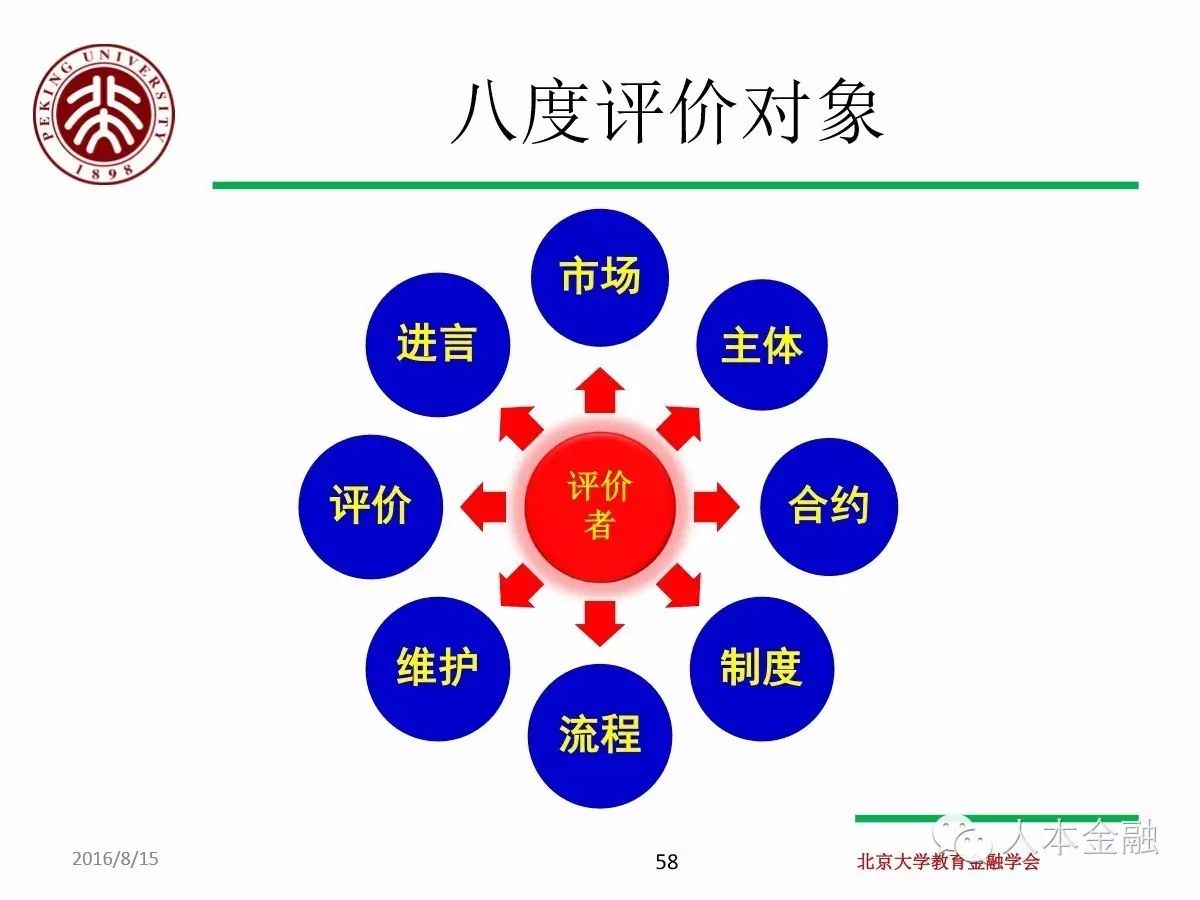 PEKING UNIVERSITY
1898
八度评价对象
市场
进言
主体
评价
评价
者
合约
维护
制度
流程
2016/8/15
58
北京大学教育金融学会
人本金融